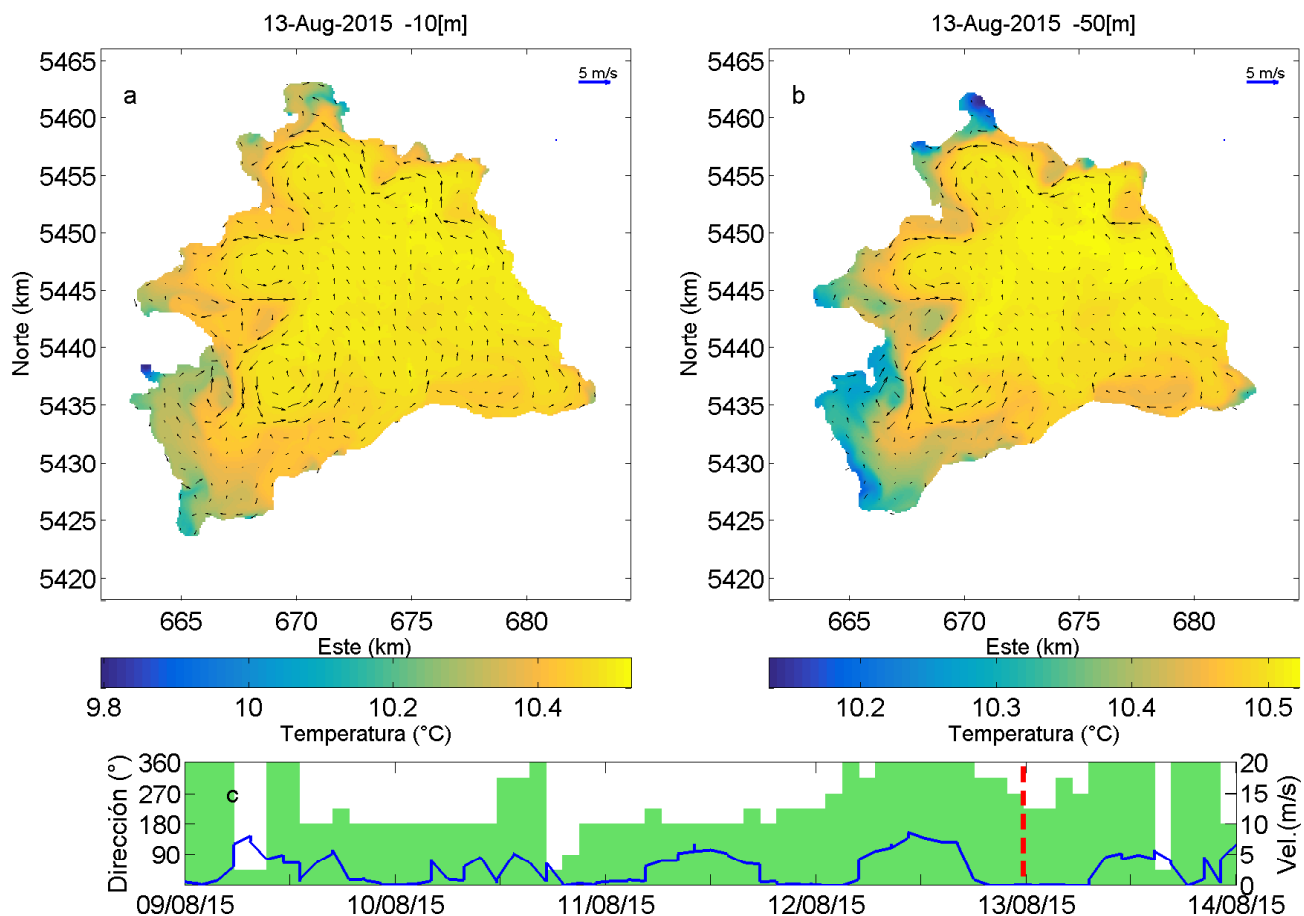 13-Aug-2015 -10[m]
13-Aug-2015 -50[m]
a
5 m/s
5465
5460
5455
5450
5445
5440
5435
5430
5425
5420
Norte (km)
665 670 675 680
Este (km)
9.8 10 10.2 10.4
Temperatura (°C)
b
5 m/s
5465
5460
5455
5450
5445
5440
5435
5430
5425
5420
Norte (km)
665 670 675 680
Este (km)
10.2 10.3 10.4 10.5
Temperatura (°C)
c
Dirección (°)
360
270
180
90
20
15
10
5
0
Vel.(m/s)
09/08/15 10/08/15 11/08/15 12/08/15 13/08/15 14/08/15